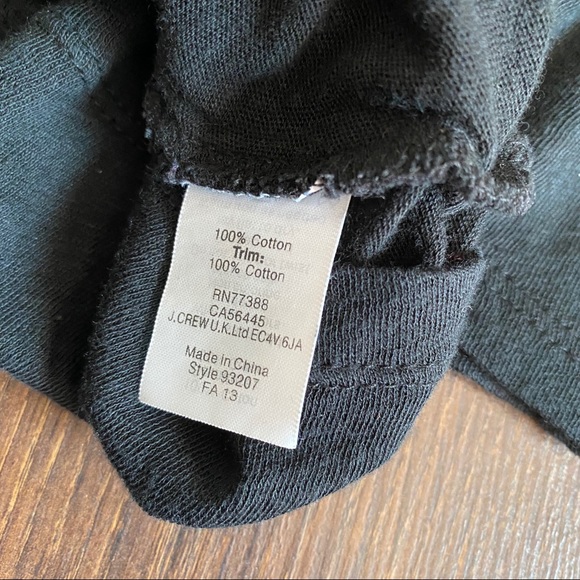 100% Cotton
Trim:
100% Cotton
RN77388
CA56445
J.CREW U.K.Ltd EC4V 6JA
Made in China
Style 93207
FA 13